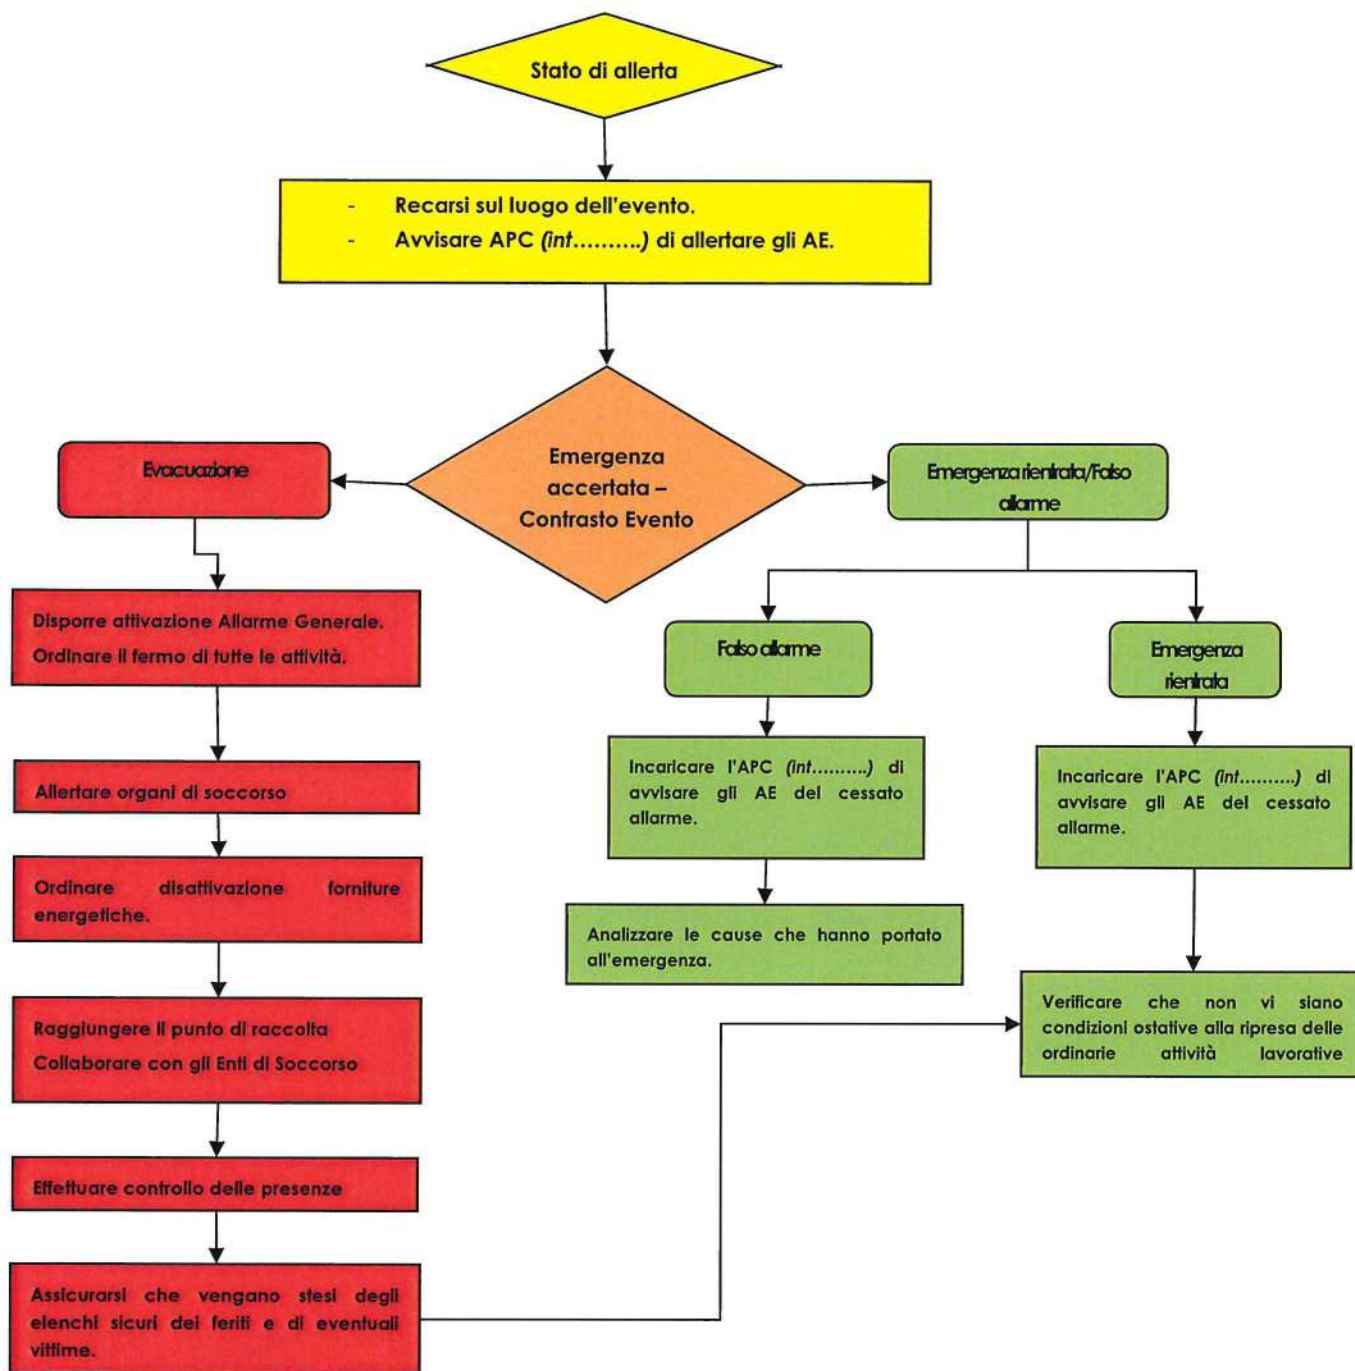 Stato di allerta
- Recarsi sul luogo dell'evento.
- Avvisare APC (int..........) di allertare gli AE.
Emergenza
accertata –
Contrasto Evento
Evacuazione
Disporre attivazione Allarme Generale.
Ordinare il fermo di tutte le attività.
Allertare organi di soccorso
Ordinare disattivazione forniture
energetiche.
Raggiungere il punto di raccolta
Collaborare con gli Enti di Soccorso
Effettuare controllo delle presenze
Assicurarsi che vengano stesi degli
elenchi sicuri dei feriti e di eventuali
vittime.
Emergenza rientrata/Falso
allarme
Falso allarme
Incaricare l'APC (int..........) di
avvisare gli AE del cessato
allarme.
Analizzare le cause che hanno portato
all'emergenza.
Emergenza
rientrata
Incaricare l'APC (int..........) di
avvisare gli AE del cessato
allarme.
Verificare che non vi siano
condizioni ostative alla ripresa delle
ordinarie attività lavorative